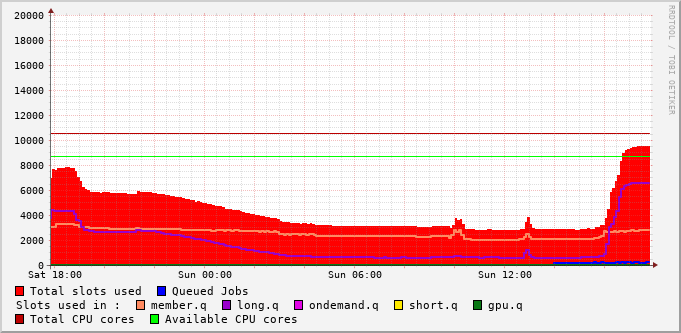 20000
18000
16000
14000
12000
10000
8000
6000
4000
2000
0
Sat 18:00 Sun 00:00 Sun 06:00 Sun 12:00
RRDTOOL / TOBI OETIKER
Total slots used Queued Jobs
Slots used in : member.q long.q ondemand.q short.q gpu.q
Total CPU cores Available CPU cores